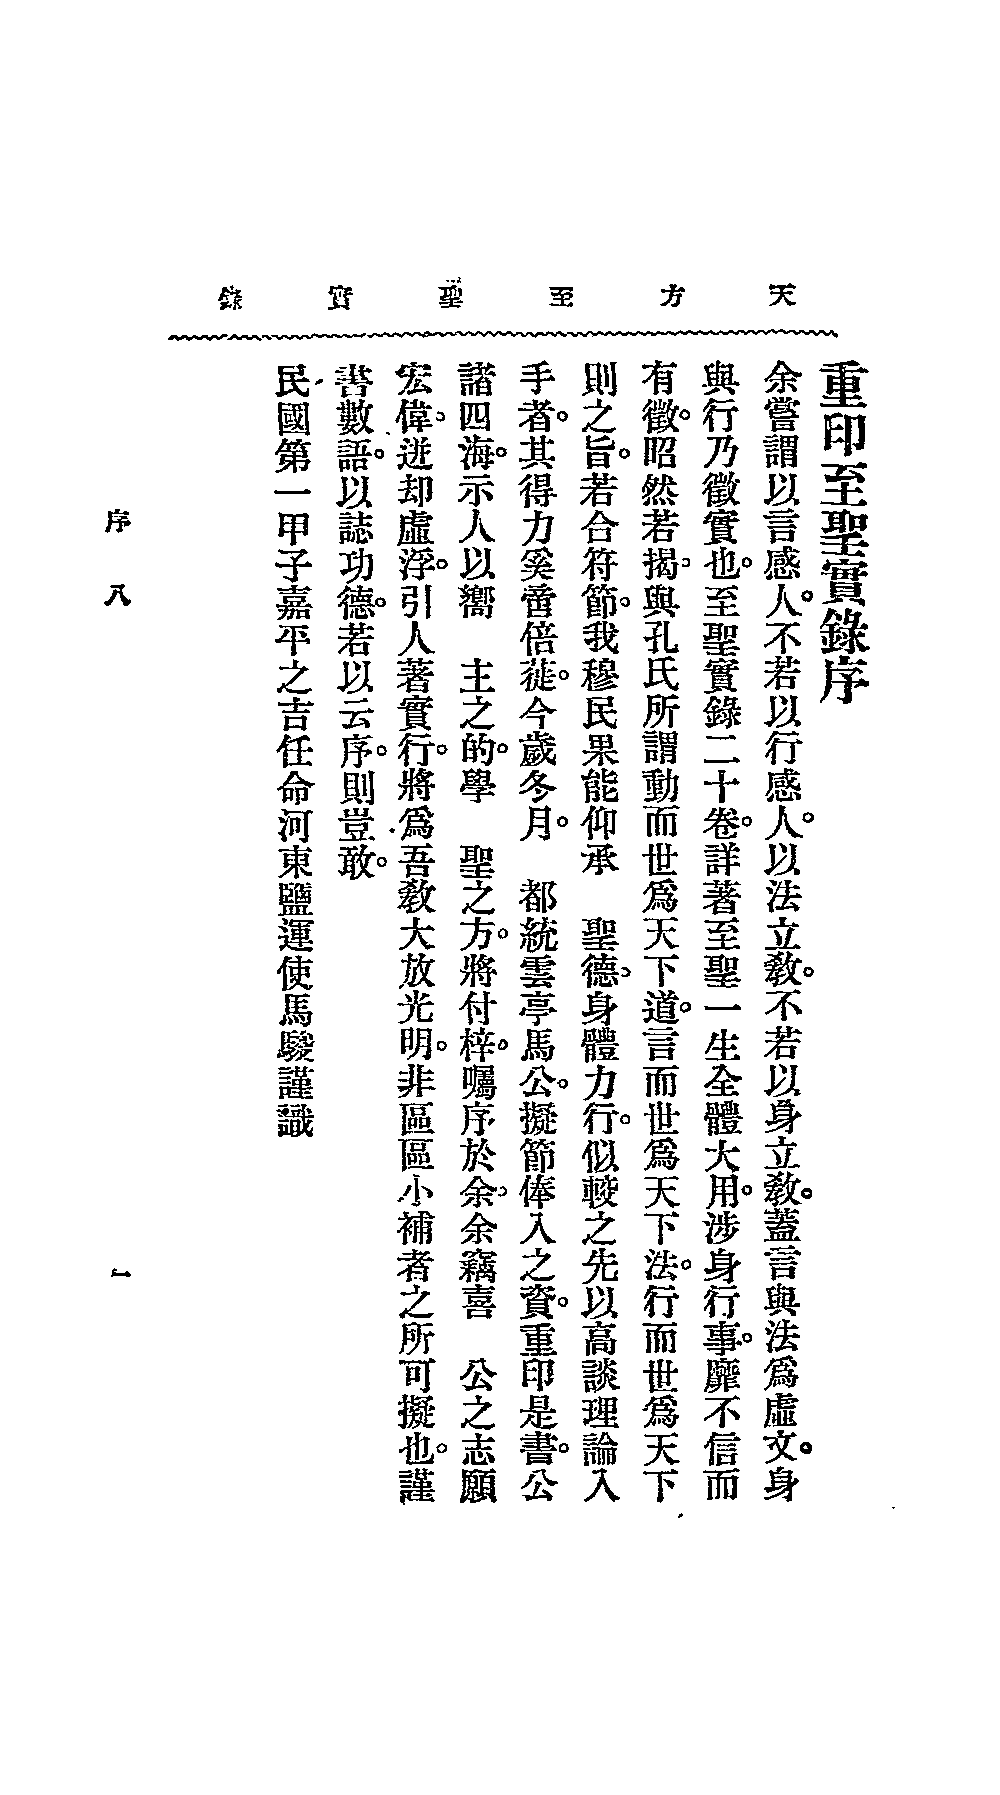 天方至聖實錄
重印至聖實錄序
余嘗謂以言感人。不若以行感人。以法立敎。不若以身立敎。蓋言與法爲虛文。身
與行乃徵實也。至聖實錄二十卷。詳著至聖一生全體大用。涉身行事。靡不信而
有徵。昭然若揭。與孔氏所謂動而世爲天下道。言而世爲天下法。行而世爲天下
則之旨。若合符節。我穆民果能仰承　聖德。身體力行。似較之先以高談理論入
手者。其得力奚啻倍蓰。今歲冬月。　都統雲亭馬公。擬節俸入之資。重印是書。公
諸四海。示人以嚮　主之的。學　聖之方。將付梓。囑序於余。余竊喜　公之志願
宏偉。迸却虛浮。引人著實行。將爲吾敎大放光明。非區區小補者之所可擬也。謹
書數語。以誌功德。若以云序。則豈敢。
民國第一甲子嘉平之吉任命河東鹽運使馬駿謹識
序八
一